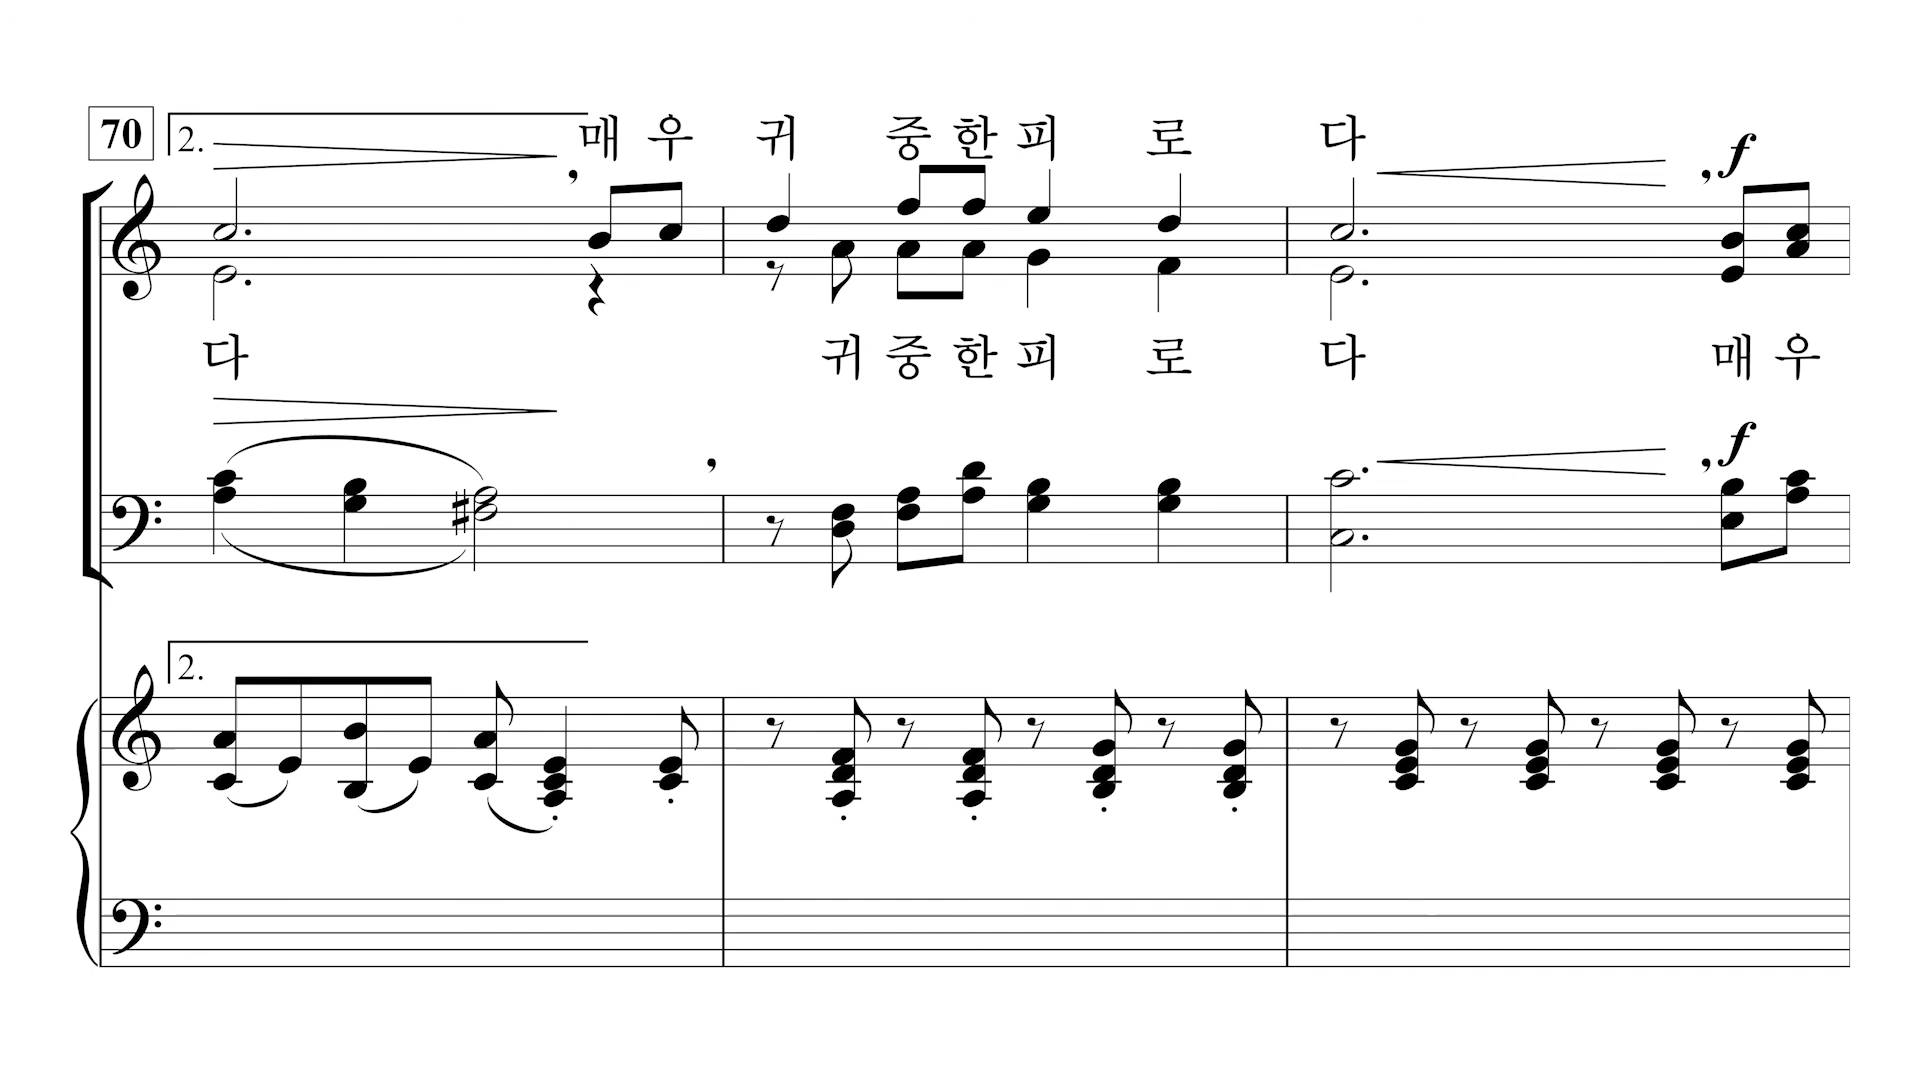 70 2. 매 우 귀 중 한 피 로 다
f
다 귀 중 한 피 로 다 매 우
f
2.